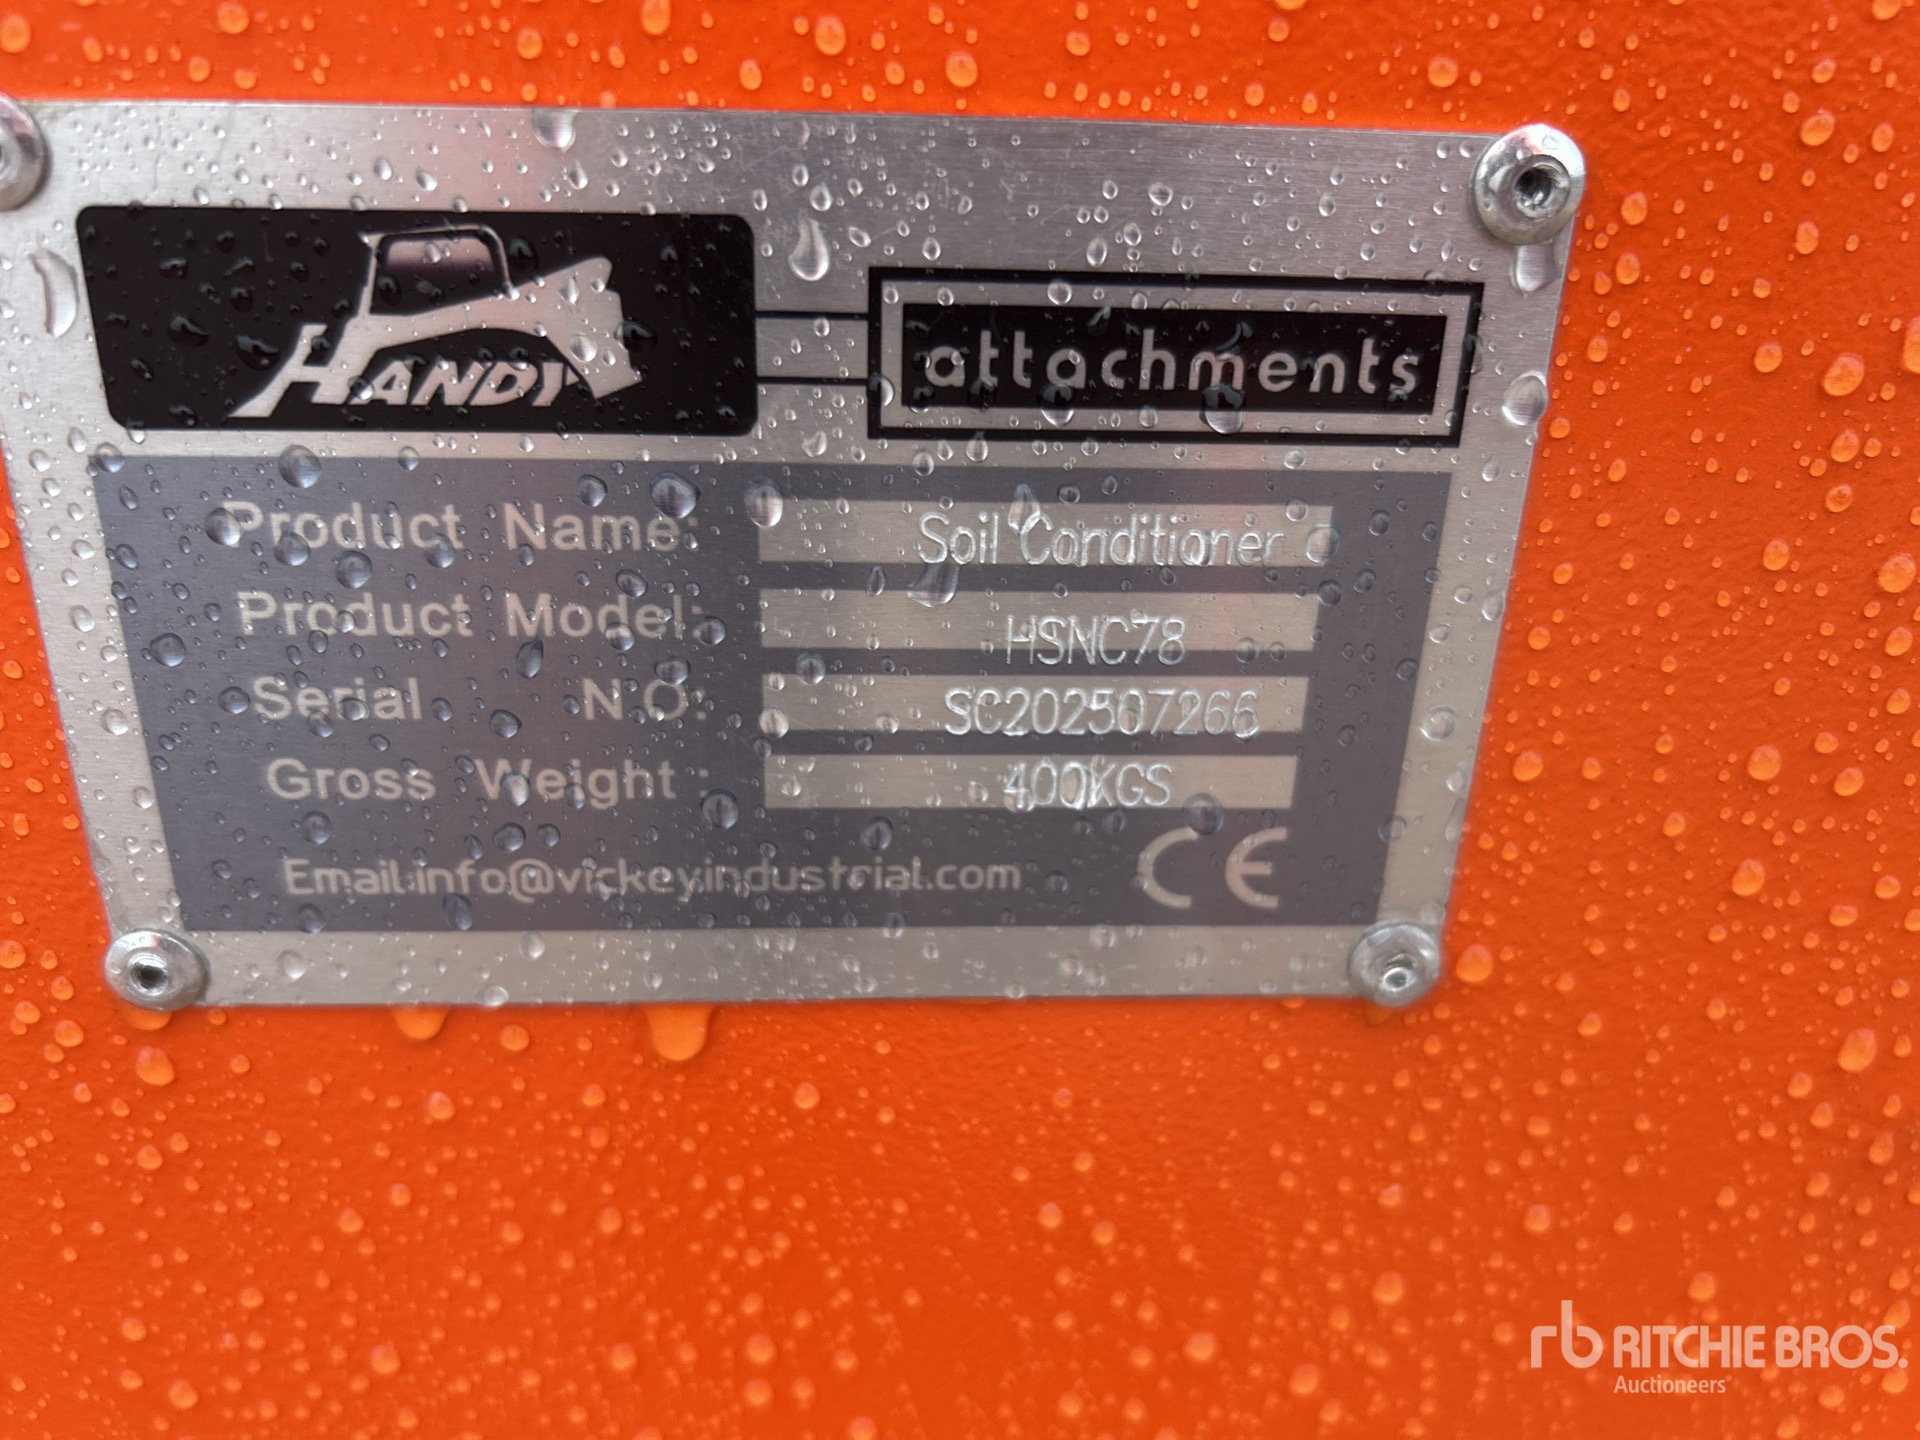 HANDY
attachments
Product Name: Soil Conditioner
Product Model: HSNC78
Serial N.O: SC202507266
Gross Weight : 400KGS
Email:info@vickeyindustrial.com CE
rb RITCHIE BROS.
Auctioneers